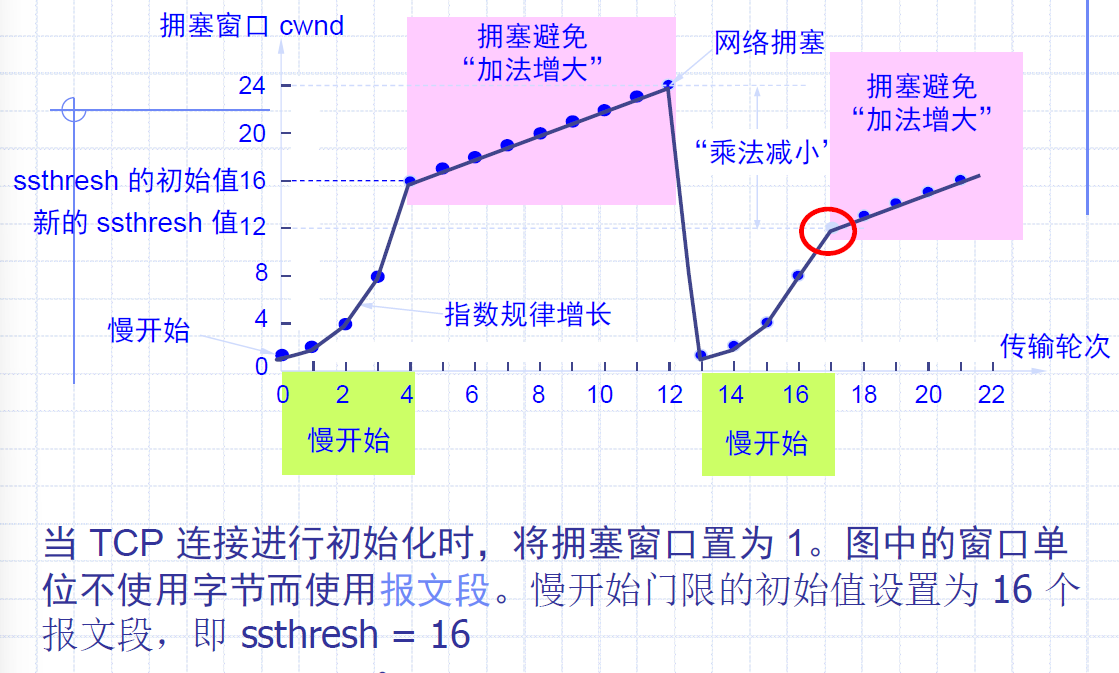 拥塞窗口 cwnd
拥塞避免
“加法增大”
网络拥塞
拥塞避免
“加法增大”
24
20
“乘法减小’
ssthresh 的初始值16
新的 ssthresh 值12
8
4
指数规律增长
慢开始
0
传输轮次
0 2 4 6 8 10 12 14 16 18 20 22
慢开始
慢开始
当 TCP 连接进行初始化时，将拥塞窗口置为 1。图中的窗口单
位不使用字节而使用报文段。慢开始门限的初始值设置为 16 个
报文段，即 ssthresh = 16